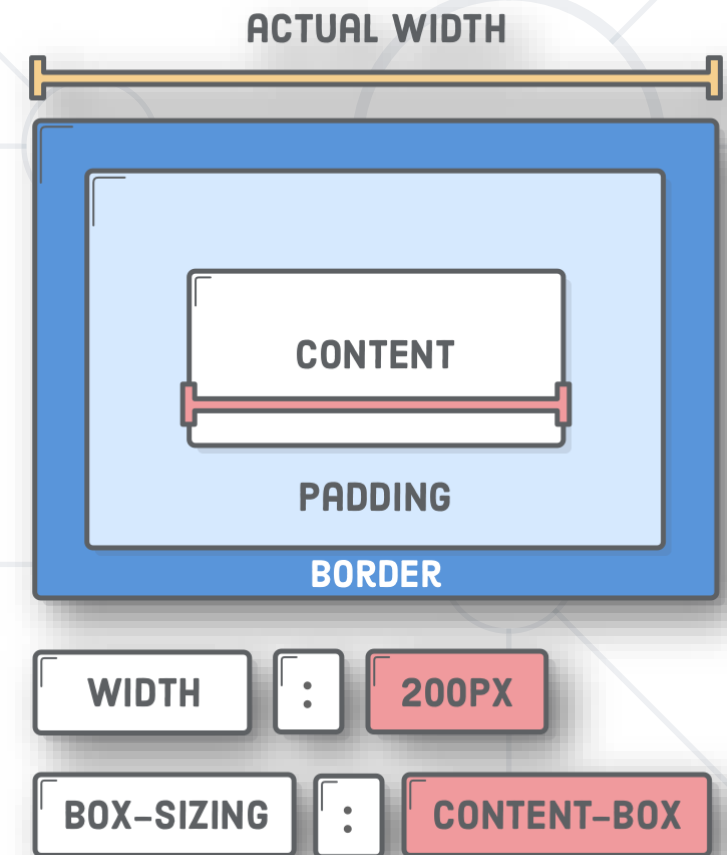 ACTUAL WIDTH
CONTENT
PADDING
BORDER
WIDTH : 200PX
BOX-SIZING : CONTENT-BOX